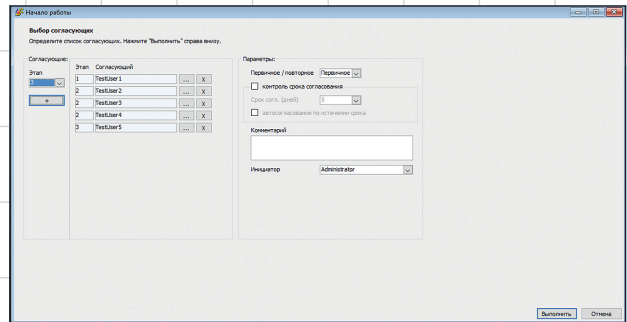 Начало работы
Выбор согласующих
Определите список согласующих. Нажмите "Выполнить" справа внизу.
Согласующие:
Этап
3
+
Этап Согласующий
1 TestUser1 ... X
2 TestUser2 ... X
2 TestUser3 ... X
2 TestUser4 ... X
3 TestUser5 ... X
Параметры:
Первичное / повторное Первичное
контроль срока согласования
Срок согл. (дней) 5
автосогласование по истечении срока
Комментарий
Инициатор Administrator
Выполнить Отмена